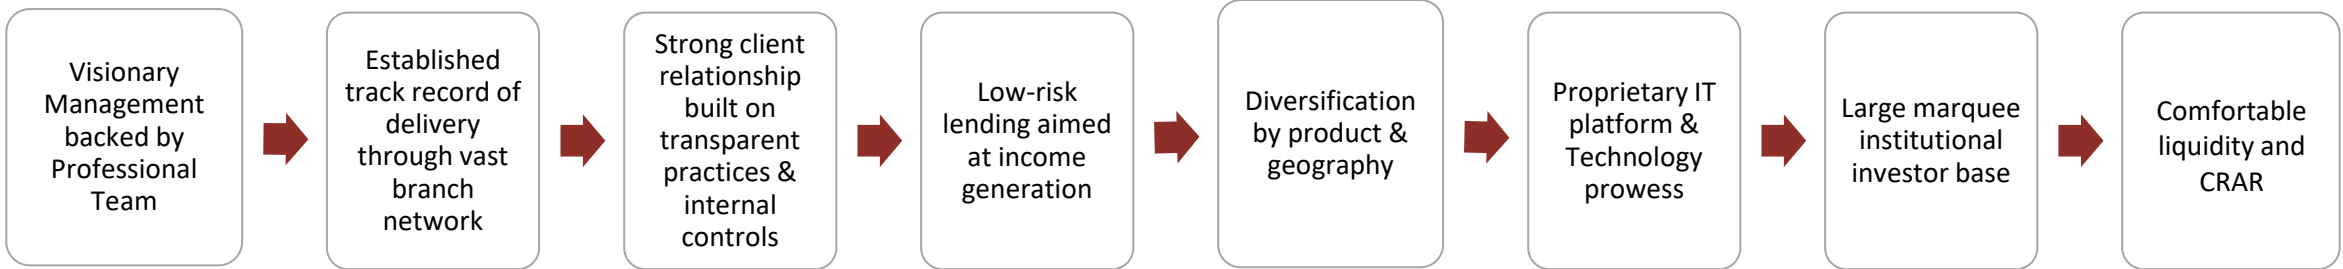 Visionary
Management
backed by
Professional
Team
Established
track record of
delivery
through vast
branch
network
Strong client
relationship
built on
transparent
practices &
internal
controls
Low-risk
lending aimed
at income
generation
Diversification
by product &
geography
Proprietary IT
platform &
Technology
prowess
Large marquee
institutional
investor base
Comfortable
liquidity and
CRAR